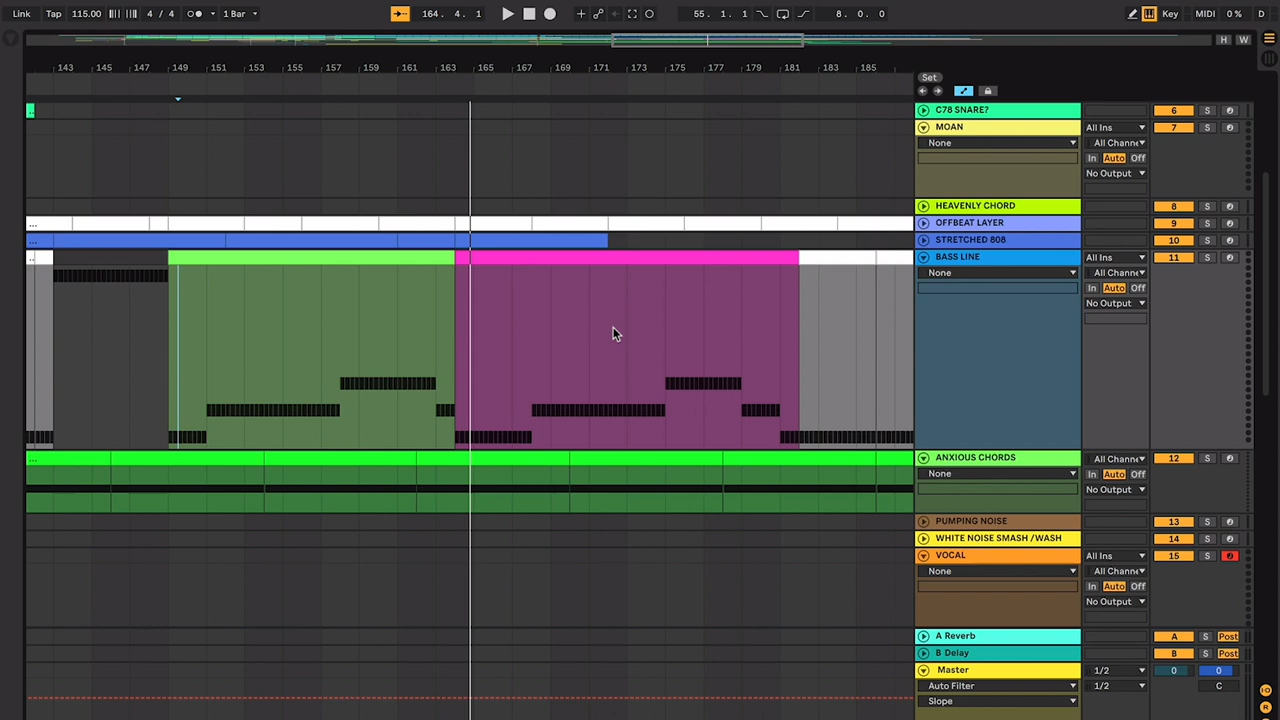 Link Tap 115.00 4 / 4 1 Bar 164. 4. 1 55. 1. 1 8. 0. 0 Key MIDI 0 % D
H W
143 145 147 149 151 153 155 157 159 161 163 165 167 169 171 173 175 177 179 181 183 185
Set
C78 SNARE? 6 S
MOAN All Ins 7 S
None All Channe
In Auto Off
No Output
HEAVENLY CHORD 8 S
OFFBEAT LAYER 9 S
STRETCHED 808 10 S
BASS LINE All Ins 11 S
None All Channe
In Auto Off
No Output
ANXIOUS CHORDS All Channe 12 S
None In Auto Off
No Output
PUMPING NOISE 13 S
WHITE NOISE SMASH /WASH 14 S
VOCAL All Ins 15 S
None All Channe
In Auto Off
No Output
A Reverb A S Post
B Delay B S Post
Master 1/2 0 0
Auto Filter 1/2 C
Slope